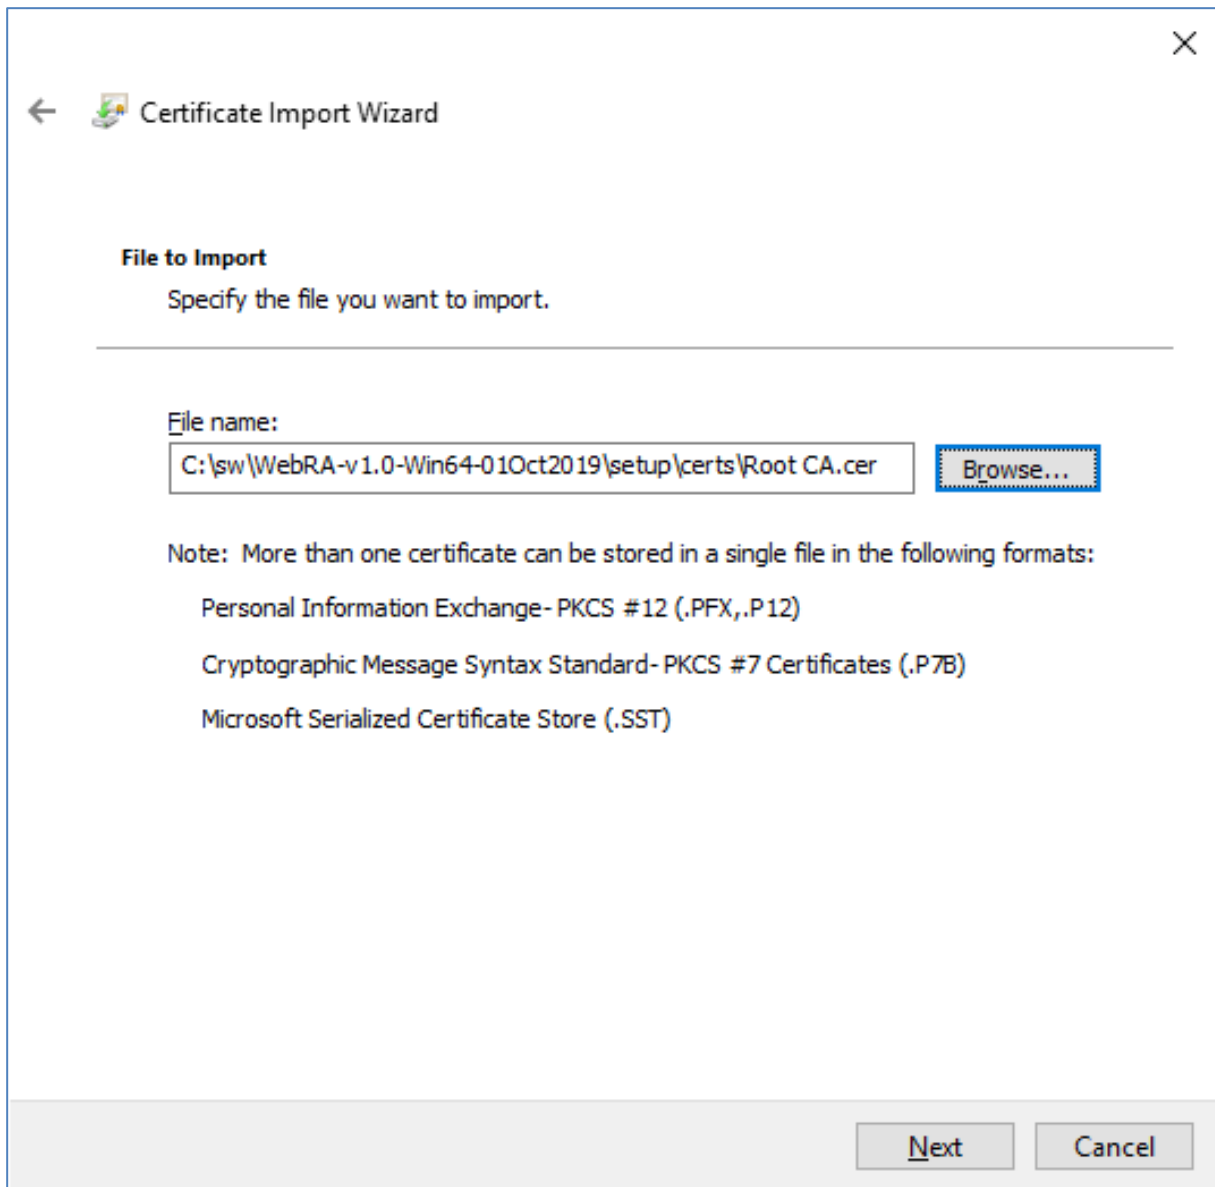 Certificate Import Wizard
File to Import
Specify the file you want to import.
File name:
C:\sw\WebRA-v1.0-Win64-01Oct2019\setup\certs\Root CA.cer
Browse...
Note:  More than one certificate can be stored in a single file in the following formats:
Personal Information Exchange- PKCS #12 (.PFX,.P12)
Cryptographic Message Syntax Standard- PKCS #7 Certificates (.P7B)
Microsoft Serialized Certificate Store (.SST)
Next
Cancel